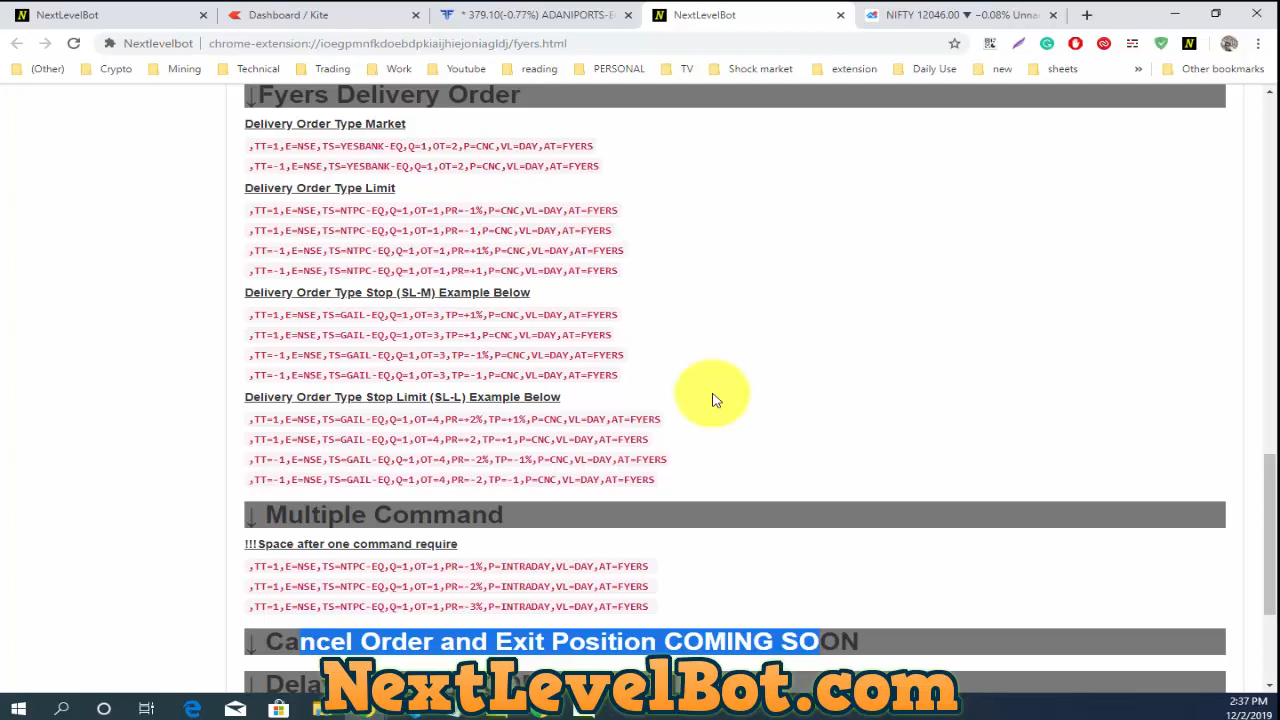 NextLevelBot
Dashboard / Kite
* 379.10(-0.77%) ADANIPORTS-E
NextLevelBot
NIFTY 12046.00 ▼ −0.08% Unna
Nextlevelbot
chrome-extension://ioegpmnfkdoebdpkiaijhiejoniagldj/fyers.html
(Other)
Crypto
Mining
Technical
Trading
Work
Youtube
reading
PERSONAL
TV
Shock market
extension
Daily Use
new
sheets
Other bookmarks
↓Fyers Delivery Order
Delivery Order Type Market
,TT=1,E=NSE,TS=YESBANK-EQ,Q=1,OT=2,P=CNC,VL=DAY,AT=FYERS
,TT=-1,E=NSE,TS=YESBANK-EQ,Q=1,OT=2,P=CNC,VL=DAY,AT=FYERS
Delivery Order Type Limit
,TT=1,E=NSE,TS=NTPC-EQ,Q=1,OT=1,PR=-1%,P=CNC,VL=DAY,AT=FYERS
,TT=1,E=NSE,TS=NTPC-EQ,Q=1,OT=1,PR=-1,P=CNC,VL=DAY,AT=FYERS
,TT=-1,E=NSE,TS=NTPC-EQ,Q=1,OT=1,PR=+1%,P=CNC,VL=DAY,AT=FYERS
,TT=-1,E=NSE,TS=NTPC-EQ,Q=1,OT=1,PR=+1,P=CNC,VL=DAY,AT=FYERS
Delivery Order Type Stop (SL-M) Example Below
,TT=1,E=NSE,TS=GAIL-EQ,Q=1,OT=3,TP=+1%,P=CNC,VL=DAY,AT=FYERS
,TT=1,E=NSE,TS=GAIL-EQ,Q=1,OT=3,TP=+1,P=CNC,VL=DAY,AT=FYERS
,TT=-1,E=NSE,TS=GAIL-EQ,Q=1,OT=3,TP=-1%,P=CNC,VL=DAY,AT=FYERS
,TT=-1,E=NSE,TS=GAIL-EQ,Q=1,OT=3,TP=-1,P=CNC,VL=DAY,AT=FYERS
Delivery Order Type Stop Limit (SL-L) Example Below
,TT=1,E=NSE,TS=GAIL-EQ,Q=1,OT=4,PR=+2%,TP=+1%,P=CNC,VL=DAY,AT=FYERS
,TT=1,E=NSE,TS=GAIL-EQ,Q=1,OT=4,PR=+2,TP=+1,P=CNC,VL=DAY,AT=FYERS
,TT=-1,E=NSE,TS=GAIL-EQ,Q=1,OT=4,PR=-2%,TP=-1%,P=CNC,VL=DAY,AT=FYERS
,TT=-1,E=NSE,TS=GAIL-EQ,Q=1,OT=4,PR=-2,TP=-1,P=CNC,VL=DAY,AT=FYERS
↓ Multiple Command
!!!Space after one command require
,TT=1,E=NSE,TS=NTPC-EQ,Q=1,OT=1,PR=-1%,P=INTRADAY,VL=DAY,AT=FYERS
,TT=1,E=NSE,TS=NTPC-EQ,Q=1,OT=1,PR=-2%,P=INTRADAY,VL=DAY,AT=FYERS
,TT=1,E=NSE,TS=NTPC-EQ,Q=1,OT=1,PR=-3%,P=INTRADAY,VL=DAY,AT=FYERS
↓ Cancel Order and Exit Position COMING SOON
↓ Dela
NextLevelBot.com
2:37 PM
12/2/2019